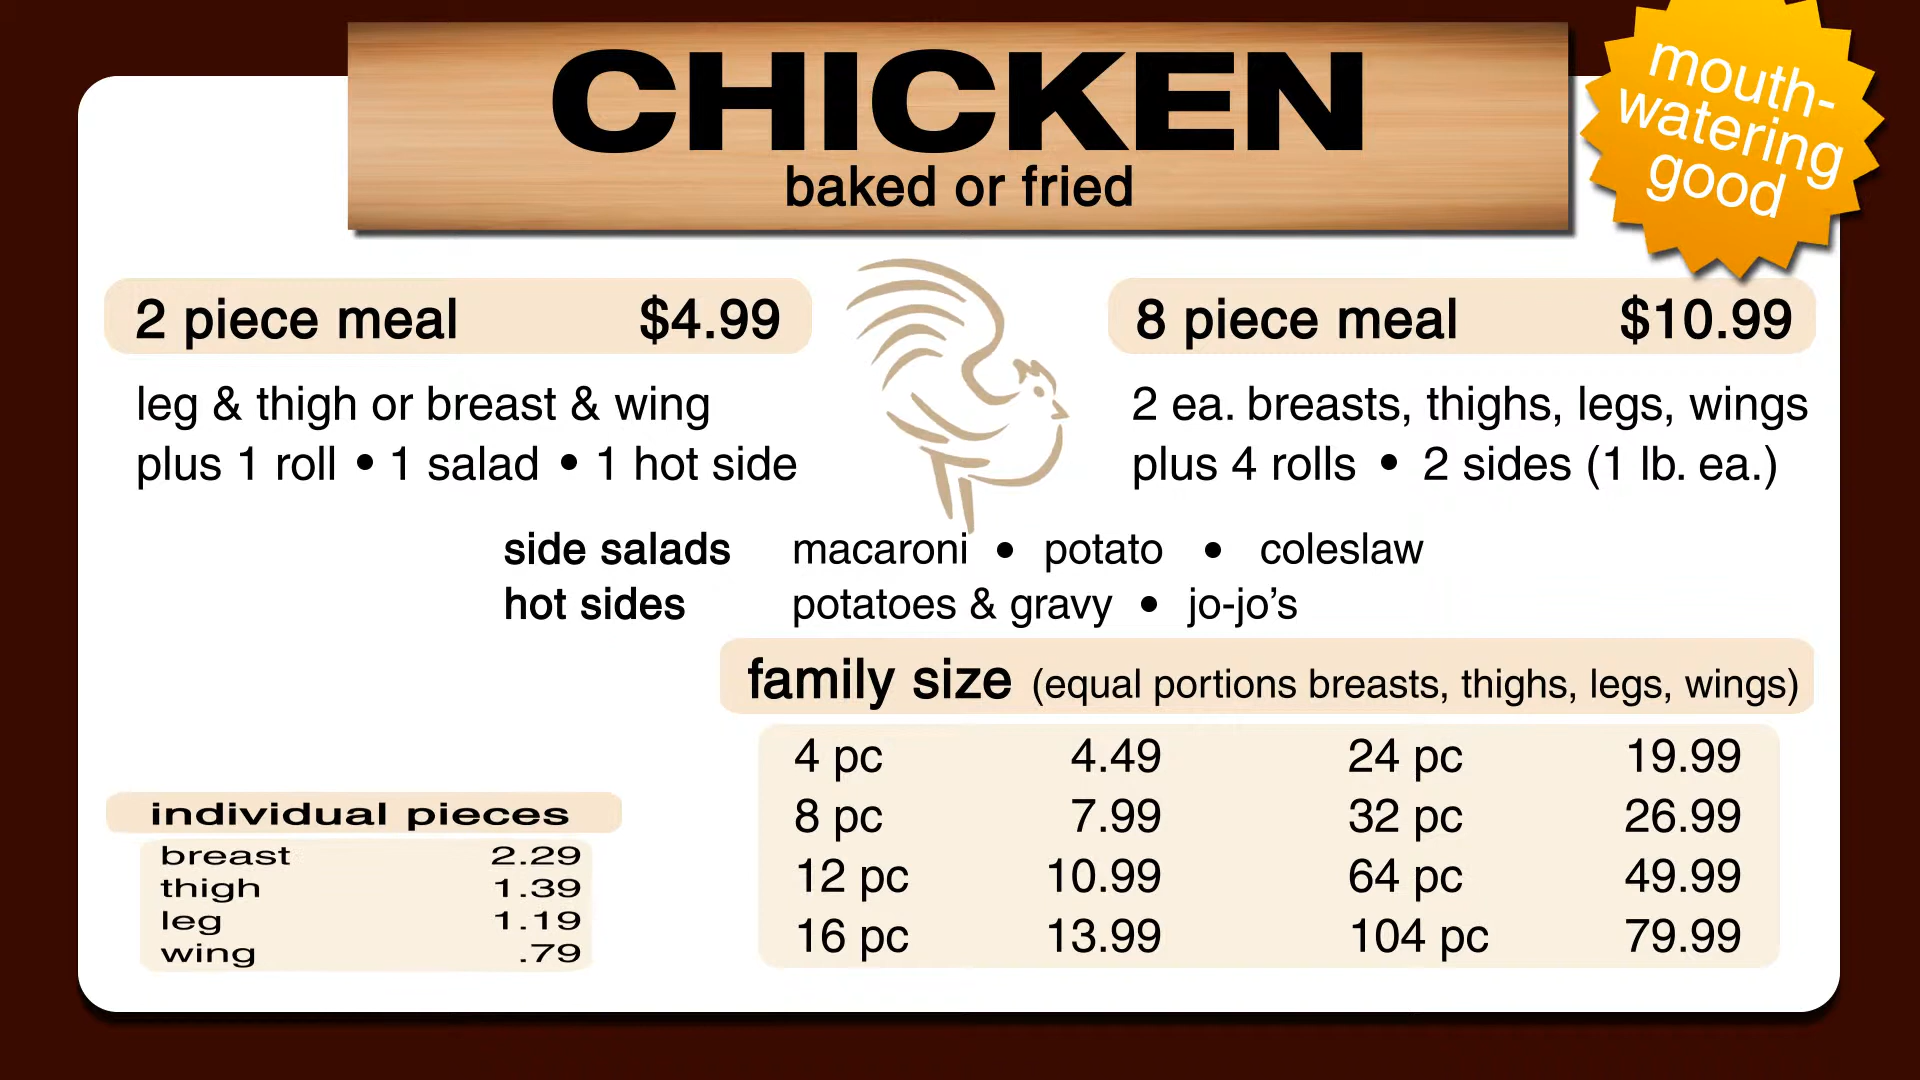 CHICKEN
baked or fried
mouth-
watering
good
2 piece meal $4.99
leg & thigh or breast & wing
plus 1 roll • 1 salad • 1 hot side
8 piece meal $10.99
2 ea. breasts, thighs, legs, wings
plus 4 rolls • 2 sides (1 lb. ea.)
side salads macaroni • potato • coleslaw
hot sides potatoes & gravy • jo-jo’s
individual pieces
breast 2.29
thigh 1.39
leg 1.19
wing .79
family size (equal portions breasts, thighs, legs, wings)
4 pc 4.49 24 pc 19.99
8 pc 7.99 32 pc 26.99
12 pc 10.99 64 pc 49.99
16 pc 13.99 104 pc 79.99